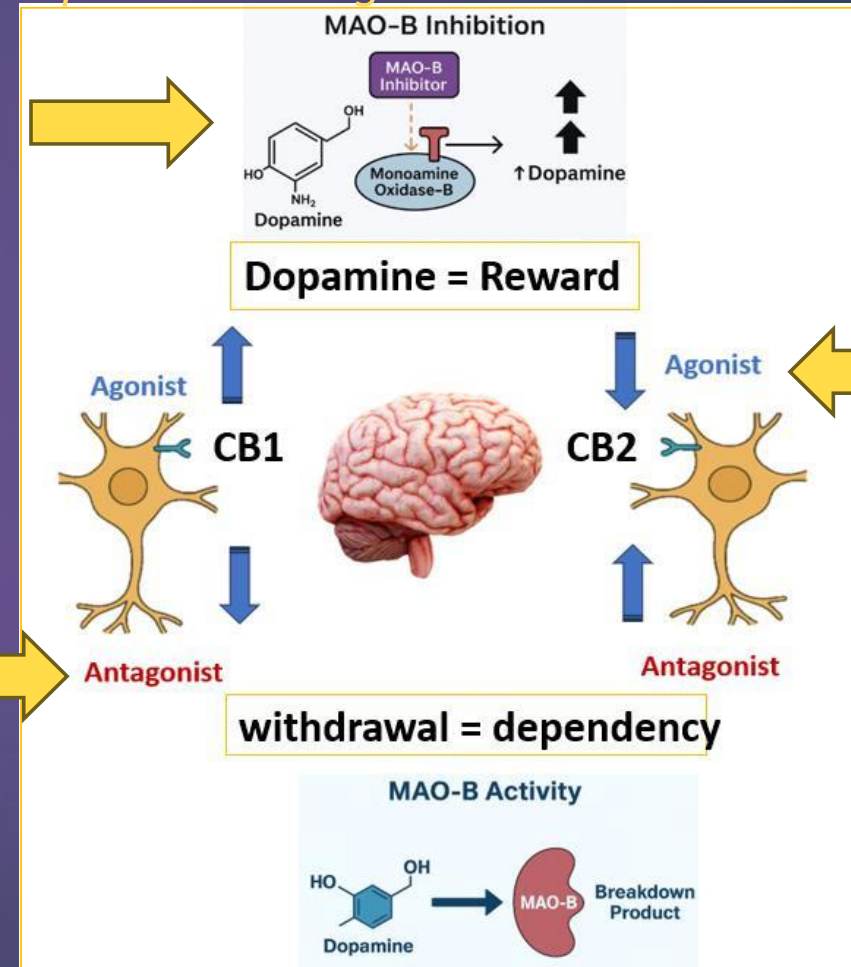 MAO-B Inhibition
MAO-B
Inhibitor
OH
HO
NH₂
Dopamine
Monoamine
Oxidase-B
↑Dopamine
Dopamine = Reward
Agonist
CB1
Antagonist
Agonist
CB2
Antagonist
withdrawal = dependency
MAO-B Activity
HO
OH
Dopamine
MAO-B
Breakdown
Product